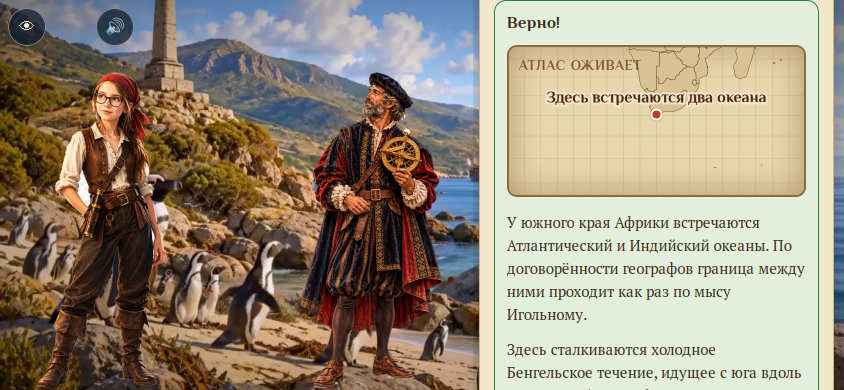 Верно!
АТЛАС ОЖИВАЕТ
Здесь встречаются два океана
У южного края Африки встречаются
Атлантический и Индийский океаны. По
договорённости географов граница между
ними проходит как раз по мысу
Игольному.
Здесь сталкиваются холодное
Бенгельское течение, идущее с юга вдоль